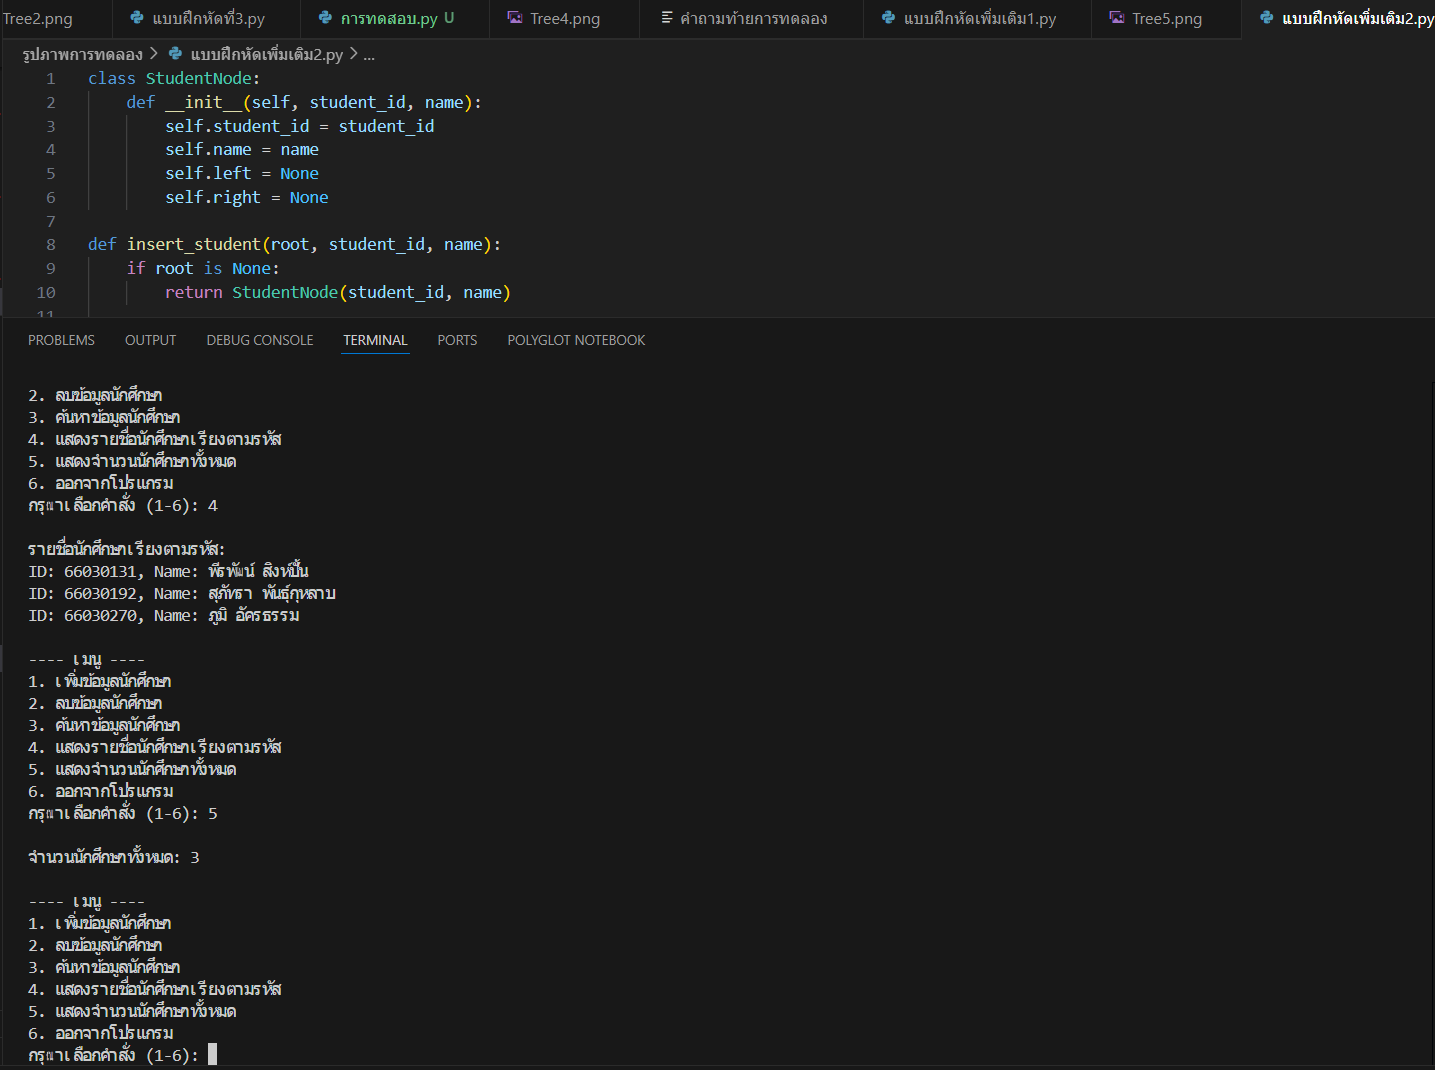 Tree2.png แบบฝึกหัดที่3.py การทดสอบ.py U Tree4.png คำถามท้ายการทดลอง แบบฝึกหัดเพิ่มเติม1.py Tree5.png แบบฝึกหัดเพิ่มเติม2.py
รูปภาพการทดลอง > แบบฝึกหัดเพิ่มเติม2.py > ...
1 class StudentNode:
2 def __init__(self, student_id, name):
3 self.student_id = student_id
4 self.name = name
5 self.left = None
6 self.right = None
7
8 def insert_student(root, student_id, name):
9 if root is None:
10 return StudentNode(student_id, name)
11
PROBLEMS OUTPUT DEBUG CONSOLE TERMINAL PORTS POLYGLOT NOTEBOOK
2. ลบข้อมูลนักศึกษา
3. ค้นหาข้อมูลนักศึกษา
4. แสดงรายชื่อนักศึกษาเรียงตามรหัส
5. แสดงจำนวนนักศึกษาทั้งหมด
6. ออกจากโปรแกรม
กรุณาเลือกคำสั่ง (1-6): 4
รายชื่อนักศึกษาเรียงตามรหัส:
ID: 66030131, Name: พีรพัฒน์ สิงห์ปั้น
ID: 66030192, Name: สุภัทรา พันธุ์กุหลาบ
ID: 66030270, Name: ภูมิ อัครธรรม
---- เมนู ----
1. เพิ่มข้อมูลนักศึกษา
2. ลบข้อมูลนักศึกษา
3. ค้นหาข้อมูลนักศึกษา
4. แสดงรายชื่อนักศึกษาเรียงตามรหัส
5. แสดงจำนวนนักศึกษาทั้งหมด
6. ออกจากโปรแกรม
กรุณาเลือกคำสั่ง (1-6): 5
จำนวนนักศึกษาทั้งหมด: 3
---- เมนู ----
1. เพิ่มข้อมูลนักศึกษา
2. ลบข้อมูลนักศึกษา
3. ค้นหาข้อมูลนักศึกษา
4. แสดงรายชื่อนักศึกษาเรียงตามรหัส
5. แสดงจำนวนนักศึกษาทั้งหมด
6. ออกจากโปรแกรม
กรุณาเลือกคำสั่ง (1-6):